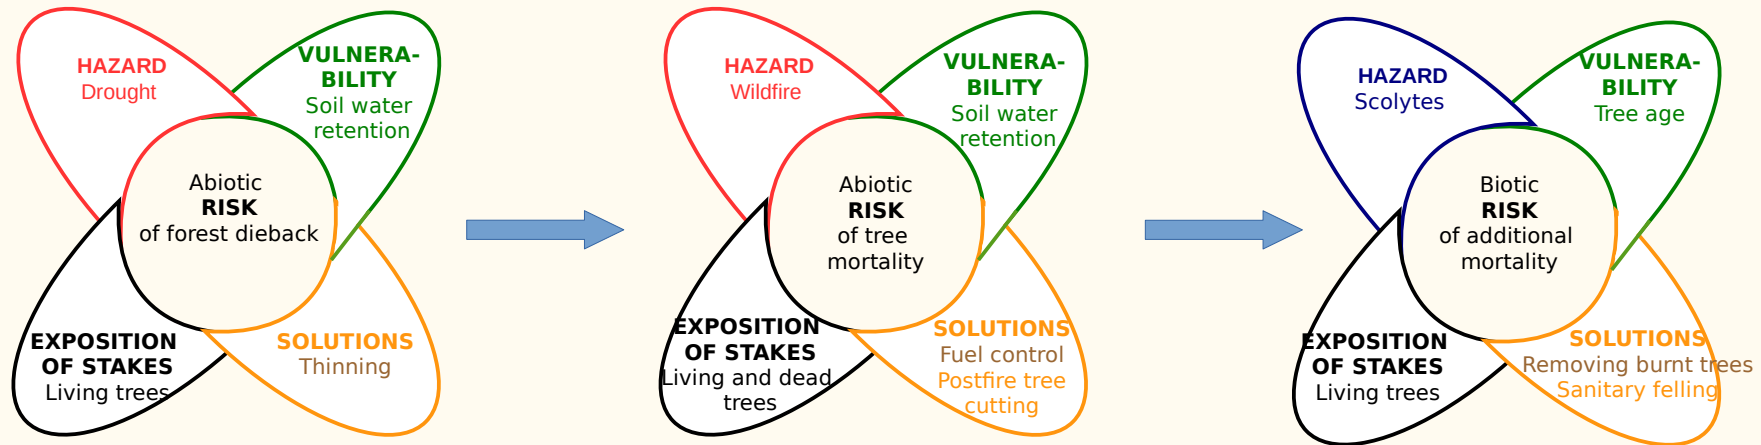 HAZARD
Drought
VULNERA-
BILITY
Soil water
retention
Abiotic
RISK
of forest dieback
EXPOSITION
OF STAKES
Living trees
SOLUTIONS
Thinning
HAZARD
Wildfire
VULNERA-
BILITY
Soil water
retention
Abiotic
RISK
of tree
mortality
EXPOSITION
OF STAKES
Living and dead
trees
SOLUTIONS
Fuel control
Postfire tree
cutting
HAZARD
Scolytes
VULNERA-
BILITY
Tree age
Biotic
RISK
of additional
mortality
EXPOSITION
OF STAKES
Living trees
SOLUTIONS
Removing burnt trees
Sanitary felling